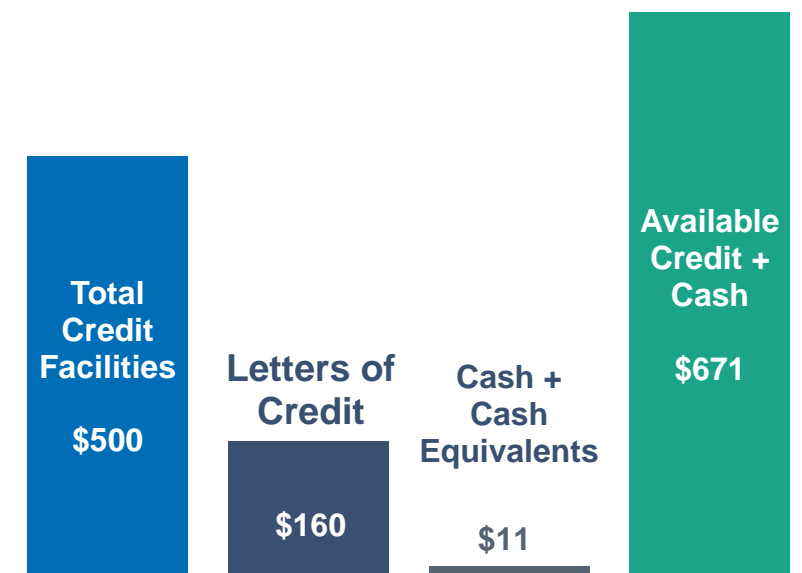 Total
Credit
Facilities
$500
Letters of
Credit
$160
Cash +
Cash
Equivalents
$11
Available
Credit +
Cash
$671